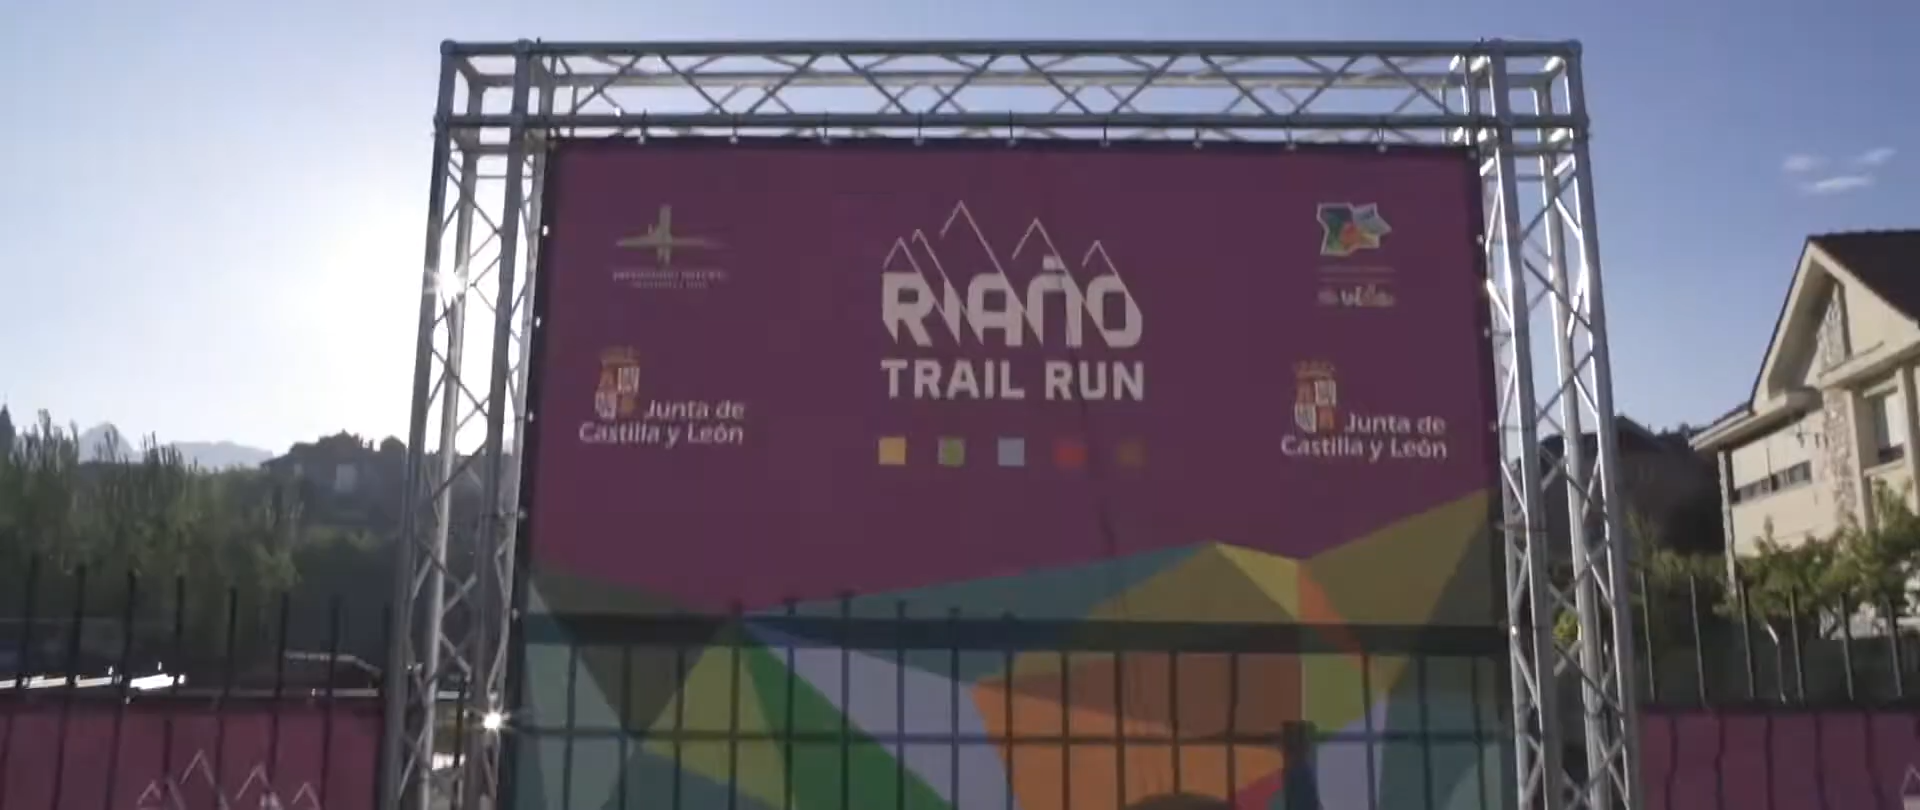 RIAÑO
TRAIL RUN
Junta de
Castilla y León
Junta de
Castilla y León